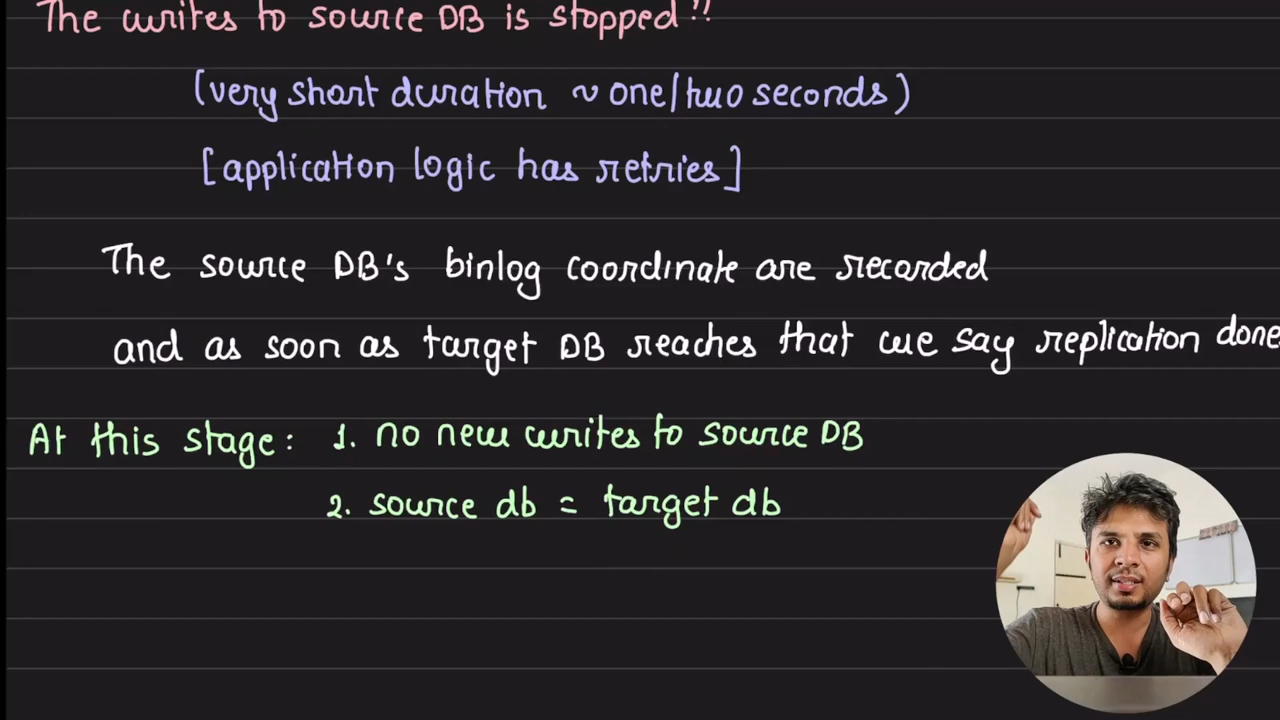 The writes to source DB is stopped!!
(very short duration ~ one/two seconds)
[application logic has retries]
The source DB's binlog coordinate are recorded
and as soon as target DB reaches that we say replication done
At this stage: 1. no new writes to source DB
2. source db = target db